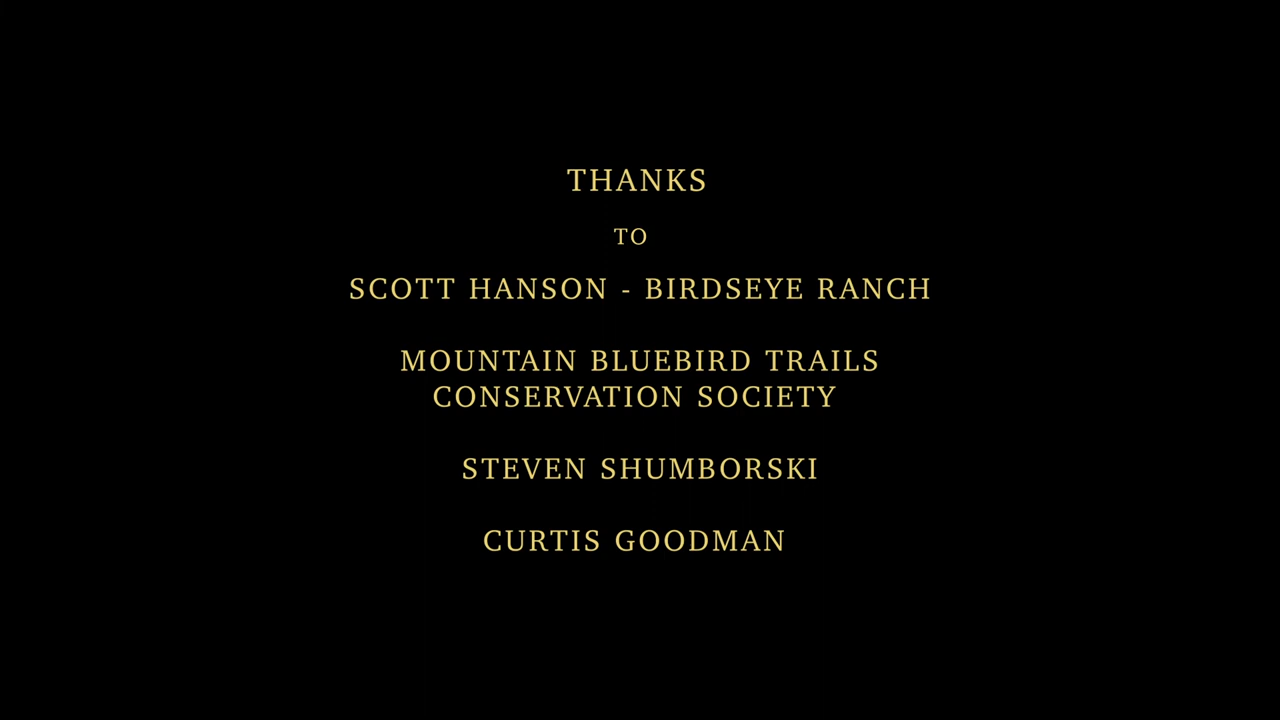 THANKS
TO
SCOTT HANSON - BIRDSEYE RANCH
MOUNTAIN BLUEBIRD TRAILS
CONSERVATION SOCIETY
STEVEN SHUMBORSKI
CURTIS GOODMAN